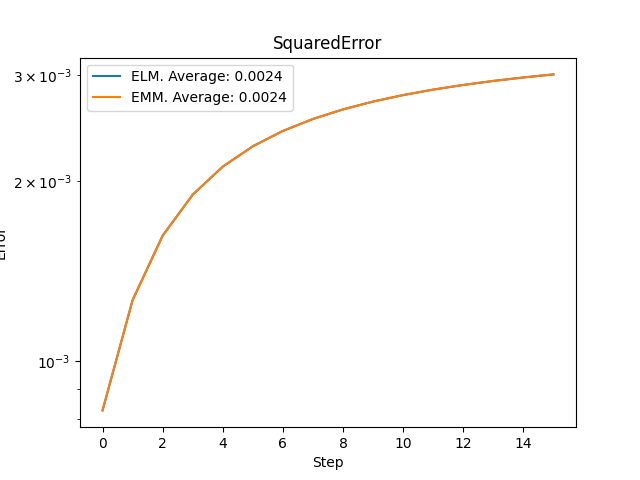 SquaredError
ELM. Average: 0.0024
EMM. Average: 0.0024
3 × 10⁻³
2 × 10⁻³
10⁻³
Error
0 2 4 6 8 10 12 14
Step